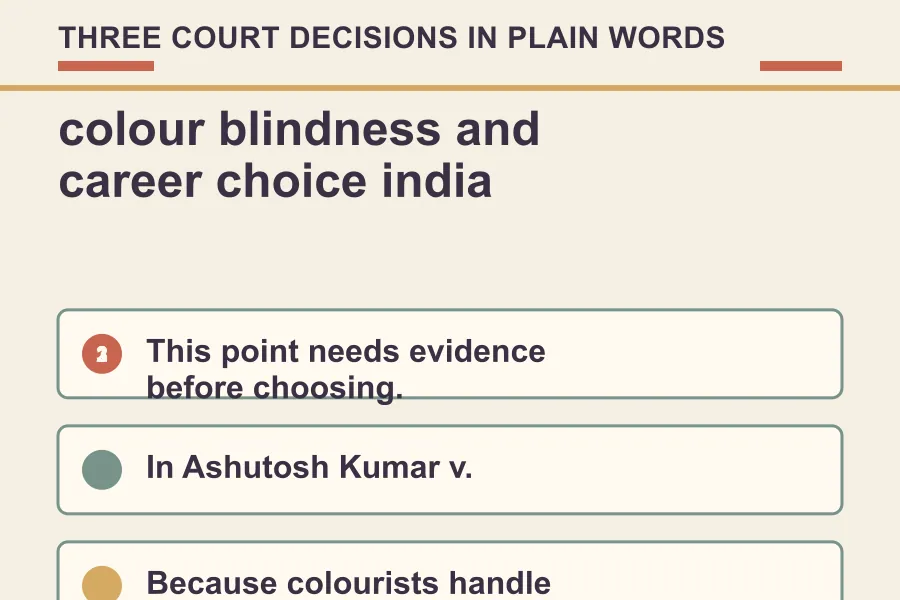 THREE COURT DECISIONS IN PLAIN WORDS
colour blindness and
career choice india
This point needs evidence
before choosing.
In Ashutosh Kumar v.
Because colourists handle